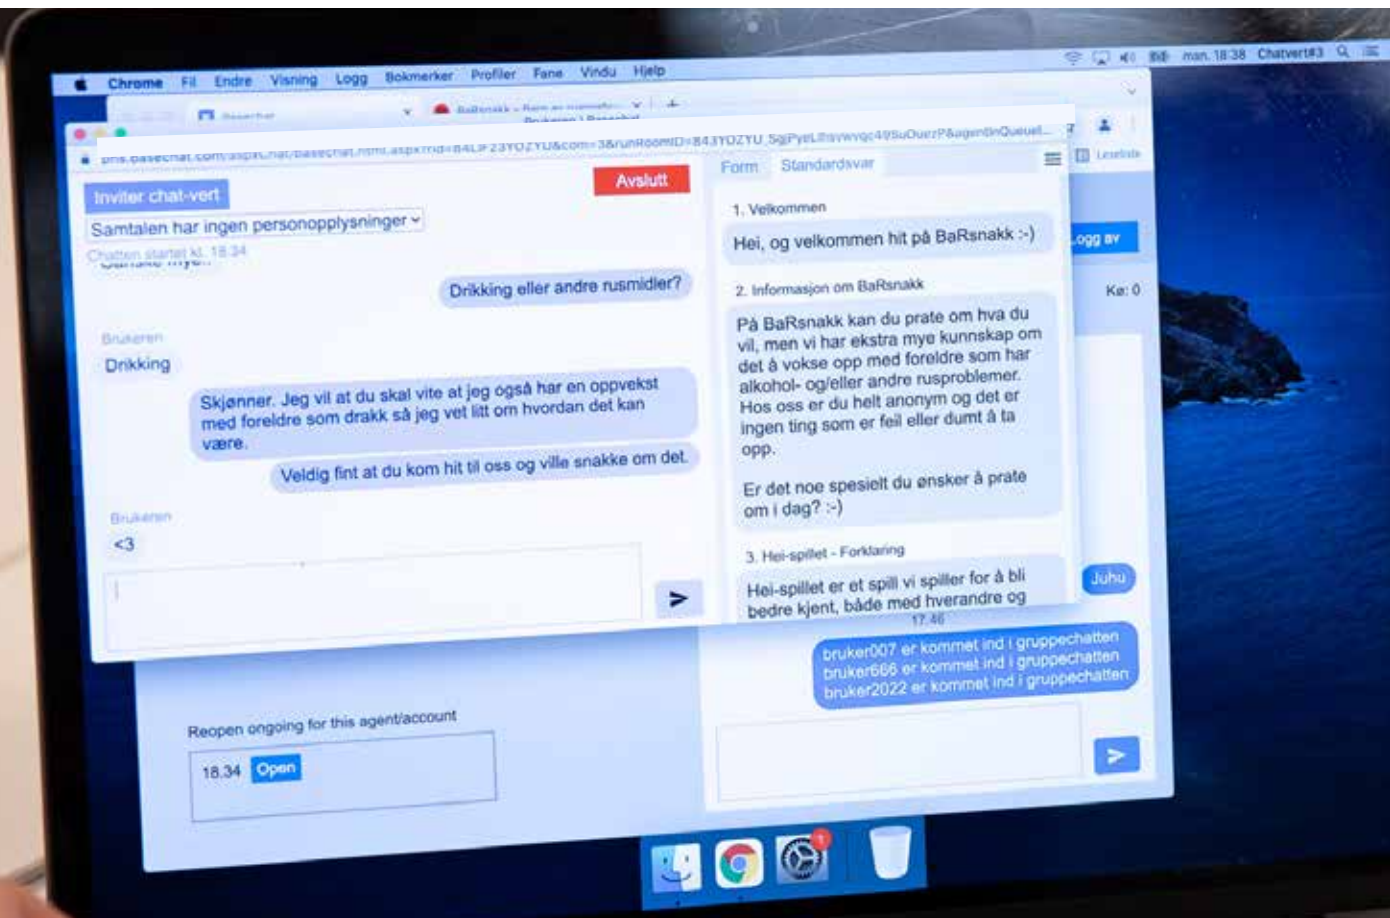 Chrome Fil Endre Visning Logg Bokmerker Profiler Fane Vindu Hjelp
man. 18:38 Chatvert#3
Basechat
Leseliste
Inviter chat-vert
Avslutt
Samtalen har ingen personopplysninger
Chatten startet kl. 18.34
Drikking eller andre rusmidler?
Brukeren
Drikking
Skjønner. Jeg vil at du skal vite at jeg også har en oppvekst
med foreldre som drakk så jeg vet litt om hvordan det kan
være.
Veldig fint at du kom hit til oss og ville snakke om det.
Brukeren
<3
Form Standardsvar
1. Velkommen
Hei, og velkommen hit på BaRsnakk :-)
2. Informasjon om BaRsnakk
På BaRsnakk kan du prate om hva du
vil, men vi har ekstra mye kunnskap om
det å vokse opp med foreldre som har
alkohol- og/eller andre rusproblemer.
Hos oss er du helt anonym og det er
ingen ting som er feil eller dumt å ta
opp.
Er det noe spesielt du ønsker å prate
om i dag? :-)
3. Hei-spillet - Forklaring
Hei-spillet er et spill vi spiller for å bli
bedre kjent, både med hverandre og
Logg av
Kø: 0
Juhu
17.46
bruker007 er kommet ind i gruppechatten
bruker666 er kommet ind i gruppechatten
bruker2022 er kommet ind i gruppechatten
Reopen ongoing for this agent/account
18.34 Open
1